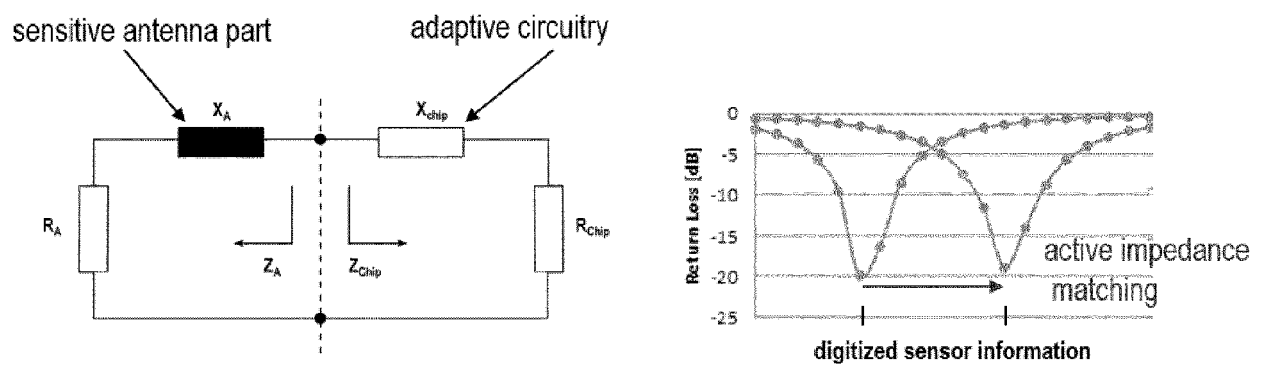 sensitive antenna part
adaptive circuitry
X_A
X_chip
R_A
Z_A
Z_Chip
R_Chip
Return Loss [dB]
0
-5
-10
-15
-20
-25
active impedance
matching
digitized sensor information